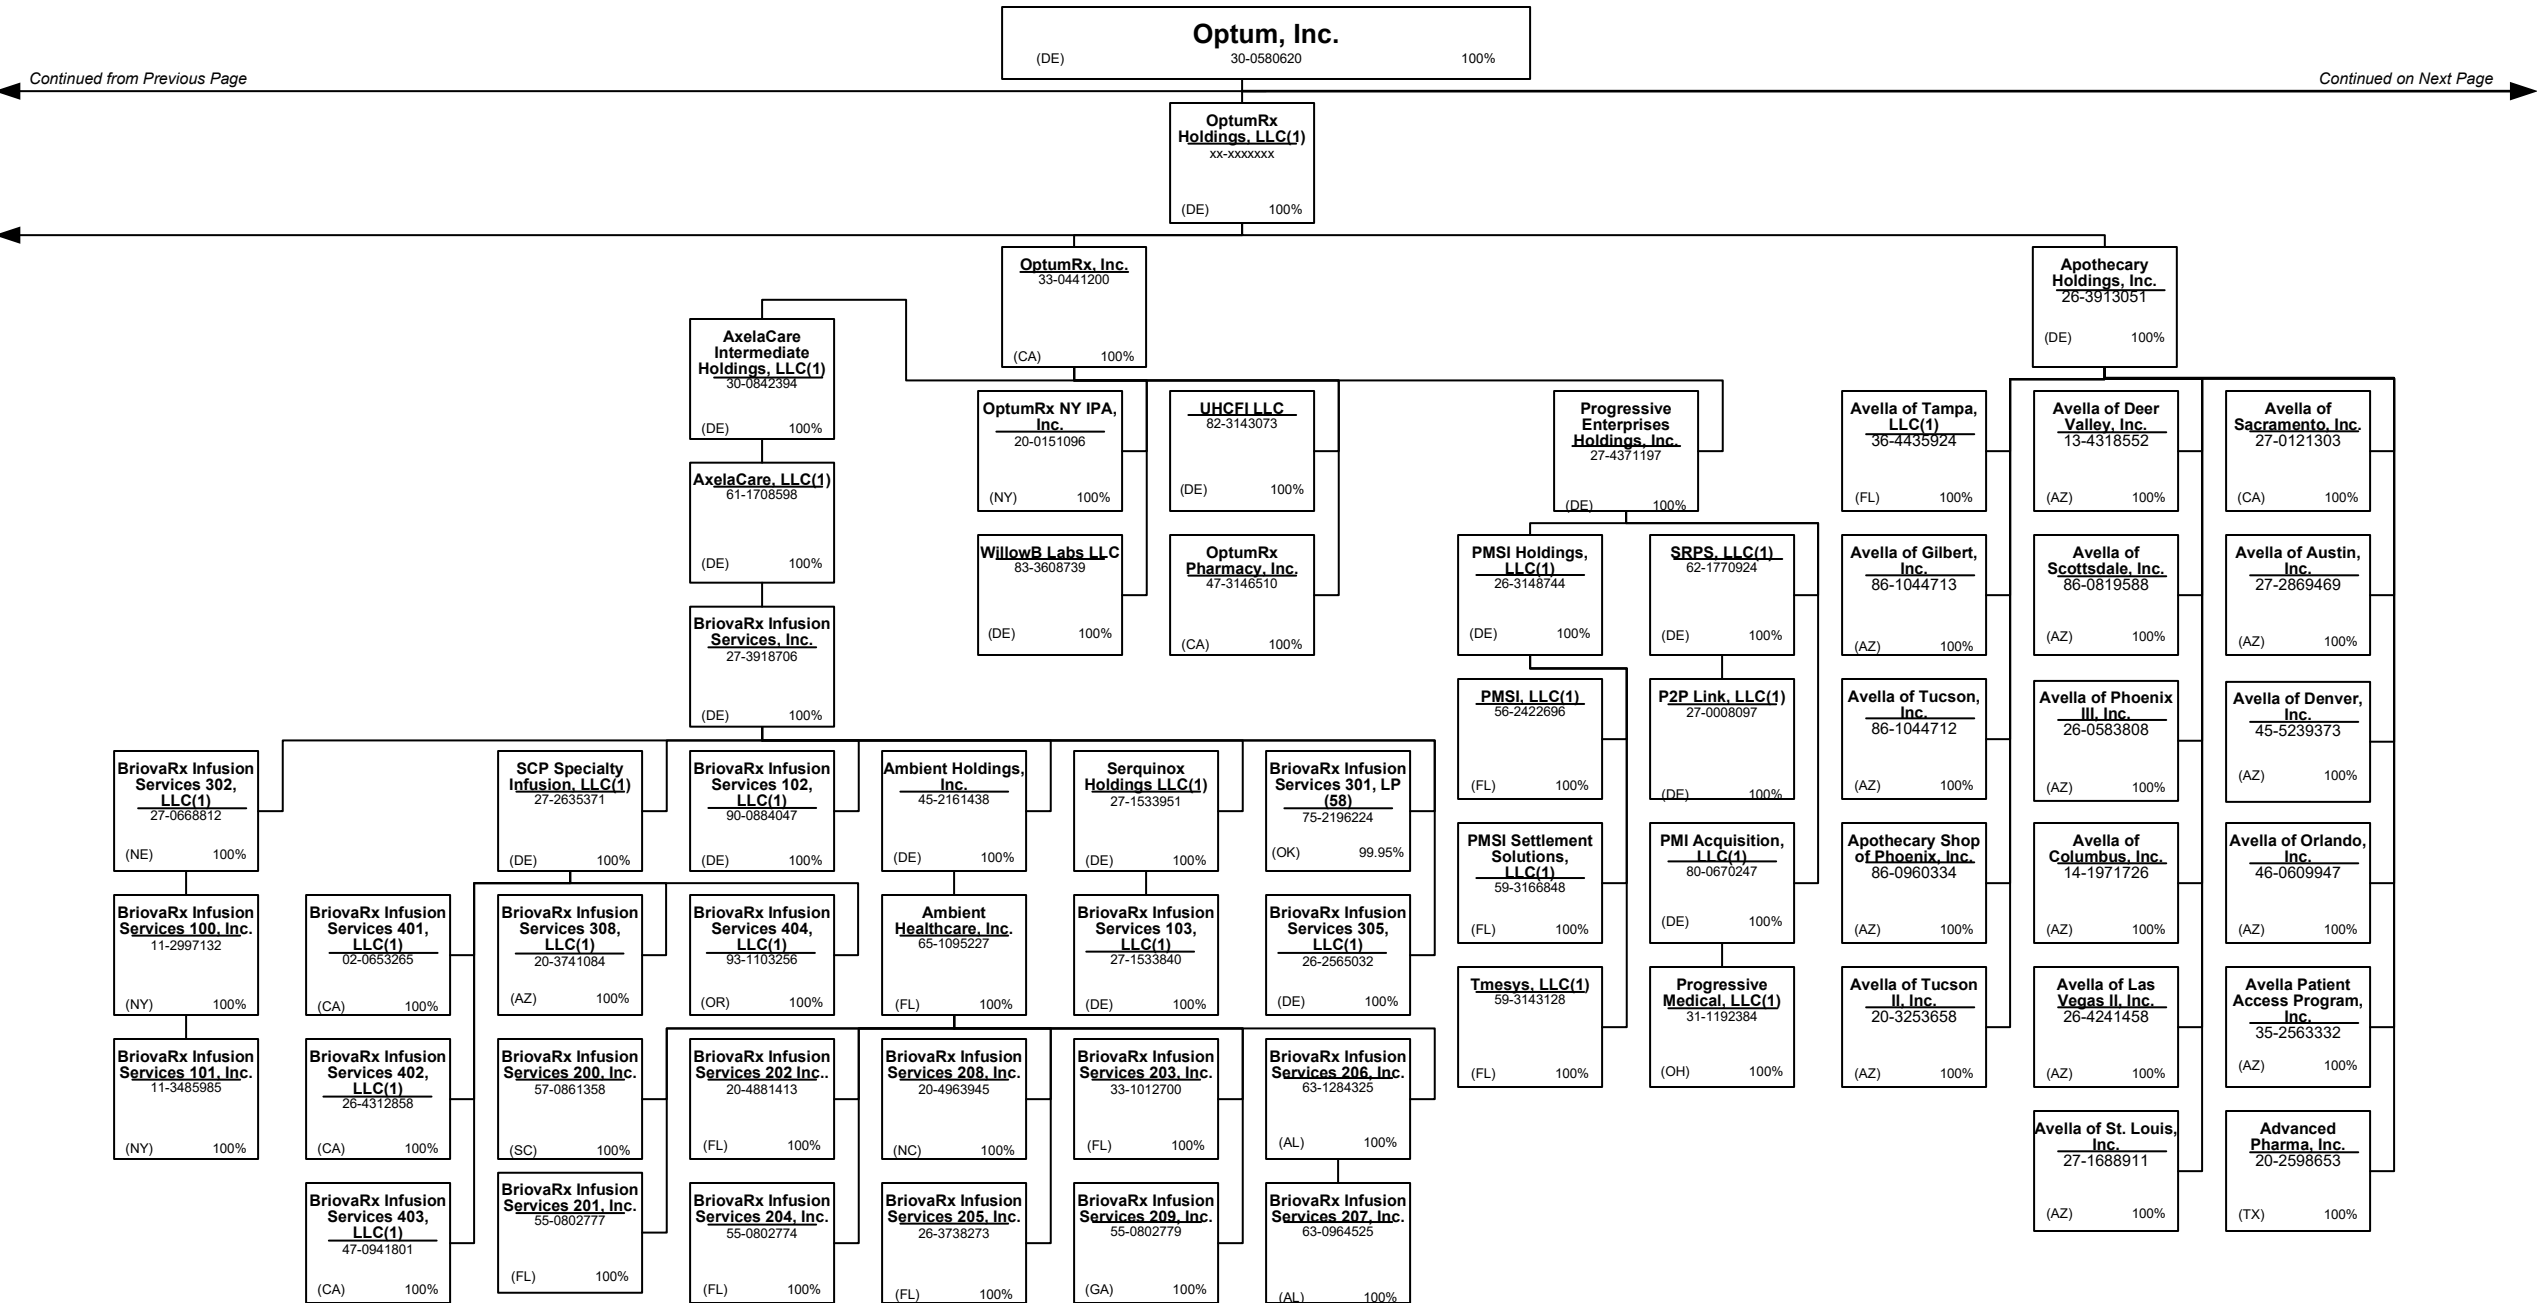 Optum, Inc.
(DE) 30-0580620 100%
Continued from Previous Page
Continued on Next Page
OptumRx
Holdings, LLC(1)
xx-xxxxxxx
(DE) 100%
OptumRx, Inc.
33-0441200
(CA) 100%
Apothecary
Holdings, Inc.
26-3913051
(DE) 100%
AxelaCare
Intermediate
Holdings, LLC(1)
30-0842394
(DE) 100%
OptumRx NY IPA,
Inc.
20-0151096
(NY) 100%
UHCFI LLC
82-3143073
(DE) 100%
Progressive
Enterprises
Holdings, Inc.
27-4371197
(DE) 100%
Avella of Tampa,
LLC(1)
36-4435924
(FL) 100%
Avella of Deer
Valley, Inc.
13-4318552
(AZ) 100%
Avella of
Sacramento, Inc.
27-0121303
(CA) 100%
AxelaCare, LLC(1)
61-1708598
(DE) 100%
WillowB Labs LLC
83-3608739
(DE) 100%
OptumRx
Pharmacy, Inc.
47-3146510
(CA) 100%
PMSI Holdings,
LLC(1)
26-3148744
(DE) 100%
SRPS, LLC(1)
62-1770924
(DE) 100%
Avella of Gilbert,
Inc.
86-1044713
(AZ) 100%
Avella of
Scottsdale, Inc.
86-0819588
(AZ) 100%
Avella of Austin,
Inc.
27-2869469
(AZ) 100%
BriovaRx Infusion
Services, Inc.
27-3918706
(DE) 100%
PMSI, LLC(1)
56-2422696
(FL) 100%
P2P Link, LLC(1)
27-0008097
(DE) 100%
Avella of Tucson,
Inc.
86-1044712
(AZ) 100%
Avella of Phoenix
III, Inc.
26-0583808
(AZ) 100%
Avella of Denver,
Inc.
45-5239373
(AZ) 100%
BriovaRx Infusion
Services 302,
LLC(1)
27-0668812
(NE) 100%
SCP Specialty
Infusion, LLC(1)
27-2635371
(DE) 100%
BriovaRx Infusion
Services 102,
LLC(1)
90-0884047
(DE) 100%
Ambient Holdings,
Inc.
45-2161438
(DE) 100%
Serquinox
Holdings LLC(1)
27-1533951
(DE) 100%
BriovaRx Infusion
Services 301, LP
(58)
75-2196224
(OK) 99.95%
PMSI Settlement
Solutions,
LLC(1)
59-3166848
(FL) 100%
PMI Acquisition,
LLC(1)
80-0670247
(DE) 100%
Apothecary Shop
of Phoenix, Inc.
86-0960334
(AZ) 100%
Avella of
Columbus, Inc.
14-1971726
(AZ) 100%
Avella of Orlando,
Inc.
46-0609947
(AZ) 100%
BriovaRx Infusion
Services 100, Inc.
11-2997132
(NY) 100%
BriovaRx Infusion
Services 401,
LLC(1)
02-0653265
(CA) 100%
BriovaRx Infusion
Services 308,
LLC(1)
20-3741084
(AZ) 100%
BriovaRx Infusion
Services 404,
LLC(1)
93-1103256
(OR) 100%
Ambient
Healthcare, Inc.
65-1095227
(FL) 100%
BriovaRx Infusion
Services 103,
LLC(1)
27-1533840
(DE) 100%
BriovaRx Infusion
Services 305,
LLC(1)
26-2565032
(DE) 100%
Tmesys, LLC(1)
59-3143128
(FL) 100%
Progressive
Medical, LLC(1)
31-1192384
(OH) 100%
Avella of Tucson
II, Inc.
20-3253658
(AZ) 100%
Avella of Las
Vegas II, Inc.
26-4241458
(AZ) 100%
Avella Patient
Access Program,
Inc.
35-2563332
(AZ) 100%
BriovaRx Infusion
Services 101, Inc.
11-3485985
(NY) 100%
BriovaRx Infusion
Services 402,
LLC(1)
26-4312858
(CA) 100%
BriovaRx Infusion
Services 200, Inc.
57-0861358
(SC) 100%
BriovaRx Infusion
Services 202 Inc..
20-4881413
(FL) 100%
BriovaRx Infusion
Services 208, Inc.
20-4963945
(NC) 100%
BriovaRx Infusion
Services 203, Inc.
33-1012700
(FL) 100%
BriovaRx Infusion
Services 206, Inc.
63-1284325
(AL) 100%
Avella of St. Louis,
Inc.
27-1688911
(AZ) 100%
Advanced
Pharma, Inc.
20-2598653
(TX) 100%
BriovaRx Infusion
Services 403,
LLC(1)
47-0941801
(CA) 100%
BriovaRx Infusion
Services 201, Inc.
55-0802777
(FL) 100%
BriovaRx Infusion
Services 204, Inc.
55-0802774
(FL) 100%
BriovaRx Infusion
Services 205, Inc.
26-3738273
(FL) 100%
BriovaRx Infusion
Services 209, Inc.
55-0802779
(GA) 100%
BriovaRx Infusion
Services 207, Inc.
63-0964525
(AL) 100%